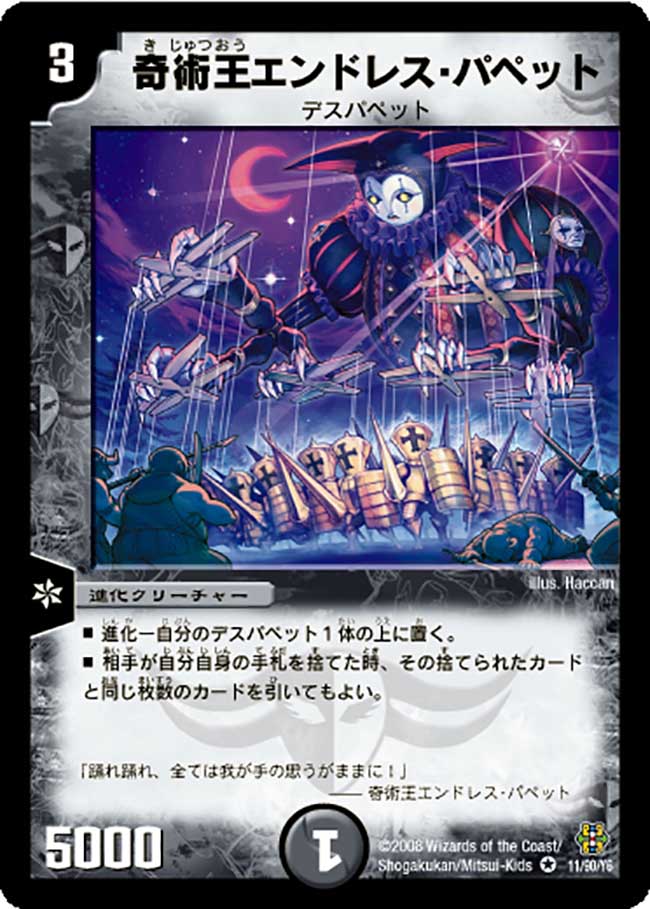 3
き じゅつおう
奇術王エンドレス・パペット
デスパペット
illus. Haccan
進化クリーチャー
■ 進化－自分のデスパペット1体の上に置く。
■ 相手が自分自身の手札を捨てた時、その捨てられたカード
と同じ枚数のカードを引いてもよい。
「踊れ踊れ、全ては我が手の思うがままに！」
── 奇術王エンドレス・パペット
5000
1
©2008 Wizards of the Coast/
Shogakukan/Mitsui-Kids
11/60/Y6